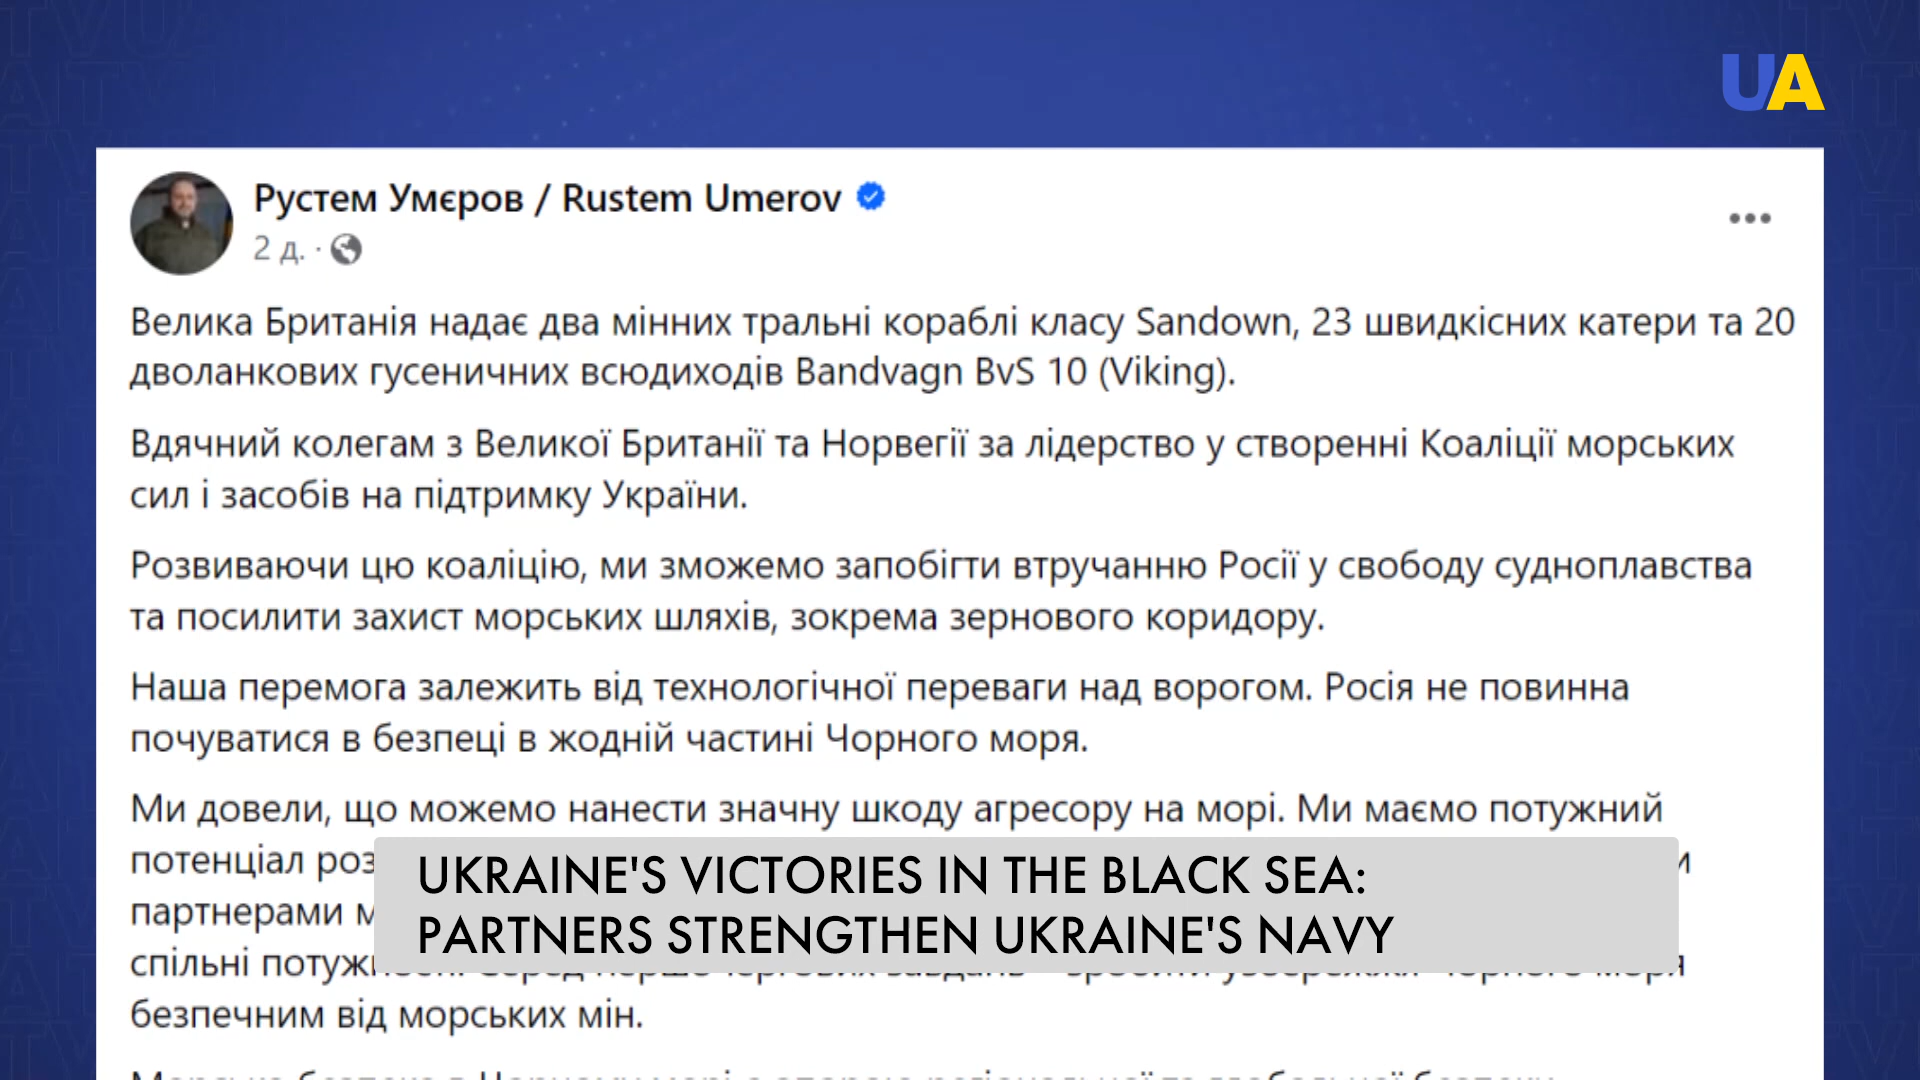 UA
Рустем Умєров / Rustem Umerov
2 д. ·
Велика Британія надає два мінних тральні кораблі класу Sandown, 23 швидкісних катери та 20
дволанкових гусеничних всюдиходів Bandvagn BvS 10 (Viking).
Вдячний колегам з Великої Британії та Норвегії за лідерство у створенні Коаліції морських
сил і засобів на підтримку України.
Розвиваючи цю коаліцію, ми зможемо запобігти втручанню Росії у свободу судноплавства
та посилити захист морських шляхів, зокрема зернового коридору.
Наша перемога залежить від технологічної переваги над ворогом. Росія не повинна
почуватися в безпеці в жодній частині Чорного моря.
Ми довели, що можемо нанести значну шкоду агресору на морі. Ми маємо потужний
потенціал
партнерами
спільні
безпечним від морських мін.
UKRAINE'S VICTORIES IN THE BLACK SEA:
PARTNERS STRENGTHEN UKRAINE'S NAVY